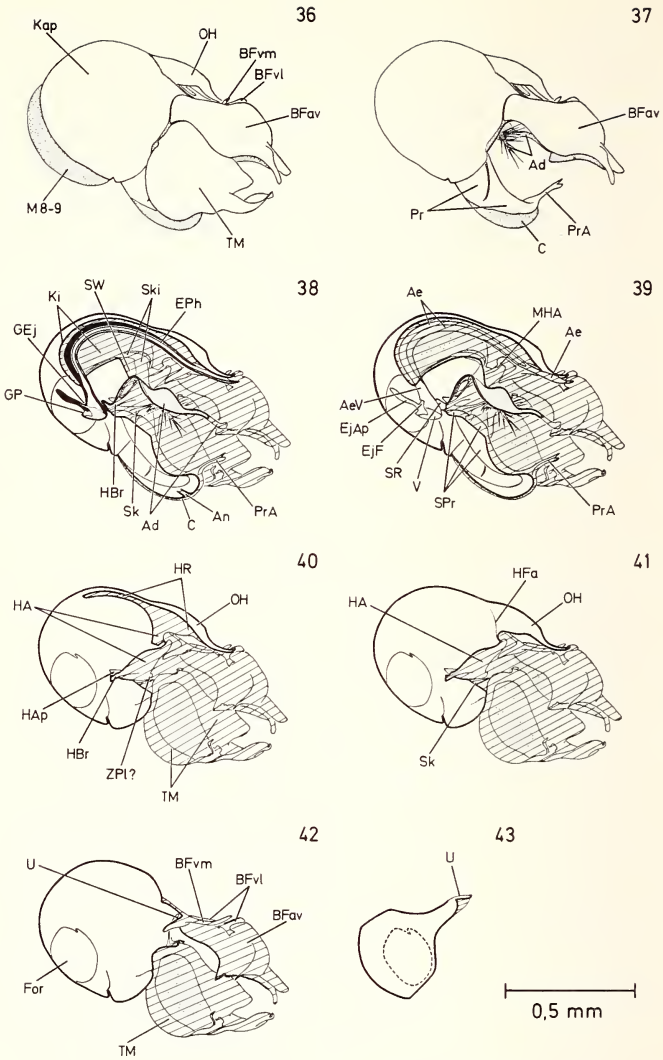 36
Kap
OH
BFvm
BFvl
BFav
M8-9
TM
37
BFav
Ad
Pr
PrA
C
38
SW
Ki
Ski
EPh
GEj
GP
HBr
Sk
Ad
C
An
PrA
39
Ae
MHA
Ae
AeV
EjAp
EjF
SR
V
SPr
PrA
40
HR
HA
OH
HAp
HBr
ZPl?
TM
41
HFa
HA
OH
Sk
42
U
BFvm
BFvl
BFav
For
TM
43
U
0,5 mm